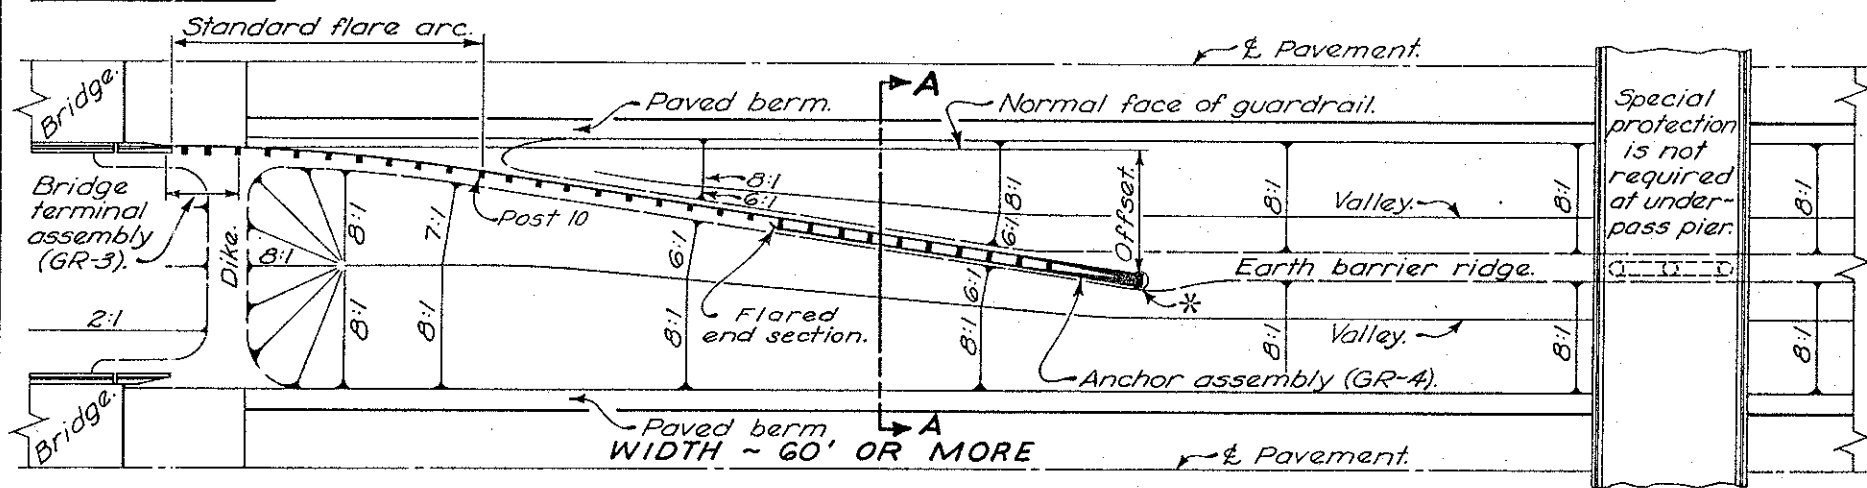 Standard flare arc.
℄ Pavement.
Bridge.
Paved berm.
A
Normal face of guardrail.
Special
protection
is not
required
at under-
pass pier.
Bridge
terminal
assembly
(GR-3).
Dike.
8:1
8:1
8:1
7:1
8:1
Post 10
8:1
6:1
6:1
8:1
Flared
end section.
6:1
8:1
6:1
8:1
Offset.
*
Valley.
Earth barrier ridge.
Valley.
8:1
8:1
8:1
8:1
8:1
8:1
2:1
Anchor assembly (GR-4).
Bridge.
Paved berm
A
WIDTH ~ 60' OR MORE
℄ Pavement.